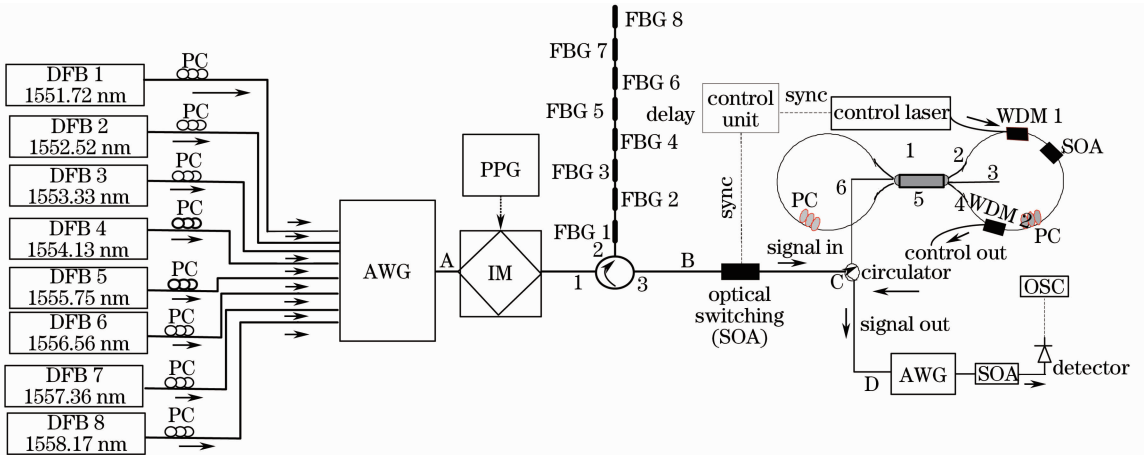 DFB 1
1551.72 nm
PC
DFB 2
1552.52 nm
PC
DFB 3
1553.33 nm
PC
DFB 4
1554.13 nm
PC
DFB 5
1555.75 nm
PC
DFB 6
1556.56 nm
PC
DFB 7
1557.36 nm
PC
DFB 8
1558.17 nm
PC
AWG
A
PPG
IM
FBG 8
FBG 7
FBG 6
FBG 5
FBG 4
FBG 3
FBG 2
FBG 1
2
1
3
B
delay
control
unit
sync
sync
control laser
optical
switching
(SOA)
signal in
WDM 1
SOA
1
2
3
6
5
4
WDM 2
PC
PC
control out
C
circulator
signal out
D
AWG
SOA
detector
OSC